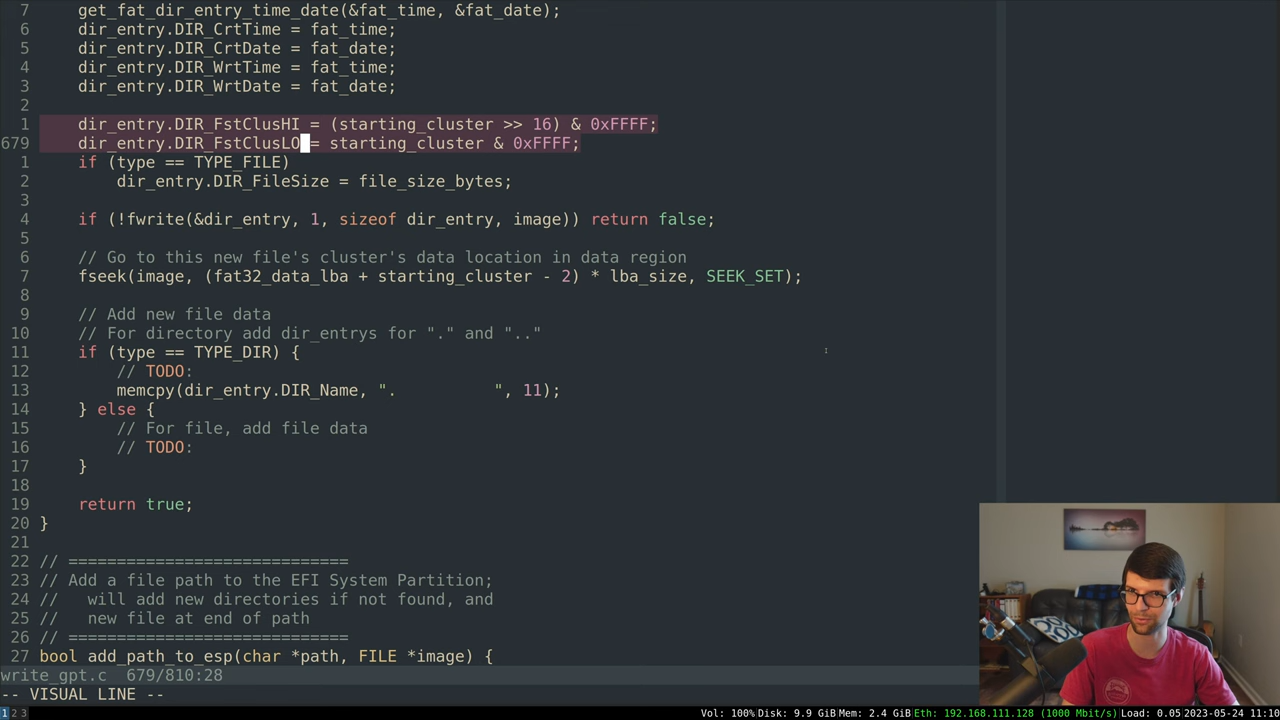 7     get_fat_dir_entry_time_date(&fat_time, &fat_date);
6     dir_entry.DIR_CrtTime = fat_time;
5     dir_entry.DIR_CrtDate = fat_date;
4     dir_entry.DIR_WrtTime = fat_time;
3     dir_entry.DIR_WrtDate = fat_date;
2
1     dir_entry.DIR_FstClusHI = (starting_cluster >> 16) & 0xFFFF;
679     dir_entry.DIR_FstClusLO = starting_cluster & 0xFFFF;
1     if (type == TYPE_FILE)
2         dir_entry.DIR_FileSize = file_size_bytes;
3
4     if (!fwrite(&dir_entry, 1, sizeof dir_entry, image)) return false;
5
6     // Go to this new file's cluster's data location in data region
7     fseek(image, (fat32_data_lba + starting_cluster - 2) * lba_size, SEEK_SET);
8
9     // Add new file data
10     // For directory add dir_entrys for "." and ".."
11     if (type == TYPE_DIR) {
12         // TODO:
13         memcpy(dir_entry.DIR_Name, ".          ", 11);
14     } else {
15         // For file, add file data
16         // TODO:
17     }
18
19     return true;
20 }
21
22 // =============================
23 // Add a file path to the EFI System Partition;
24 //   will add new directories if not found, and
25 //   new file at end of path
26 // =============================
27 bool add_path_to_esp(char *path, FILE *image) {
write_gpt.c  679/810:28
-- VISUAL LINE --
1 2 3 Vol: 100% Disk: 9.9 GiB Mem: 2.4 GiB Eth: 192.168.111.128 (1000 Mbit/s) Load: 0.05 2023-05-24 11:10